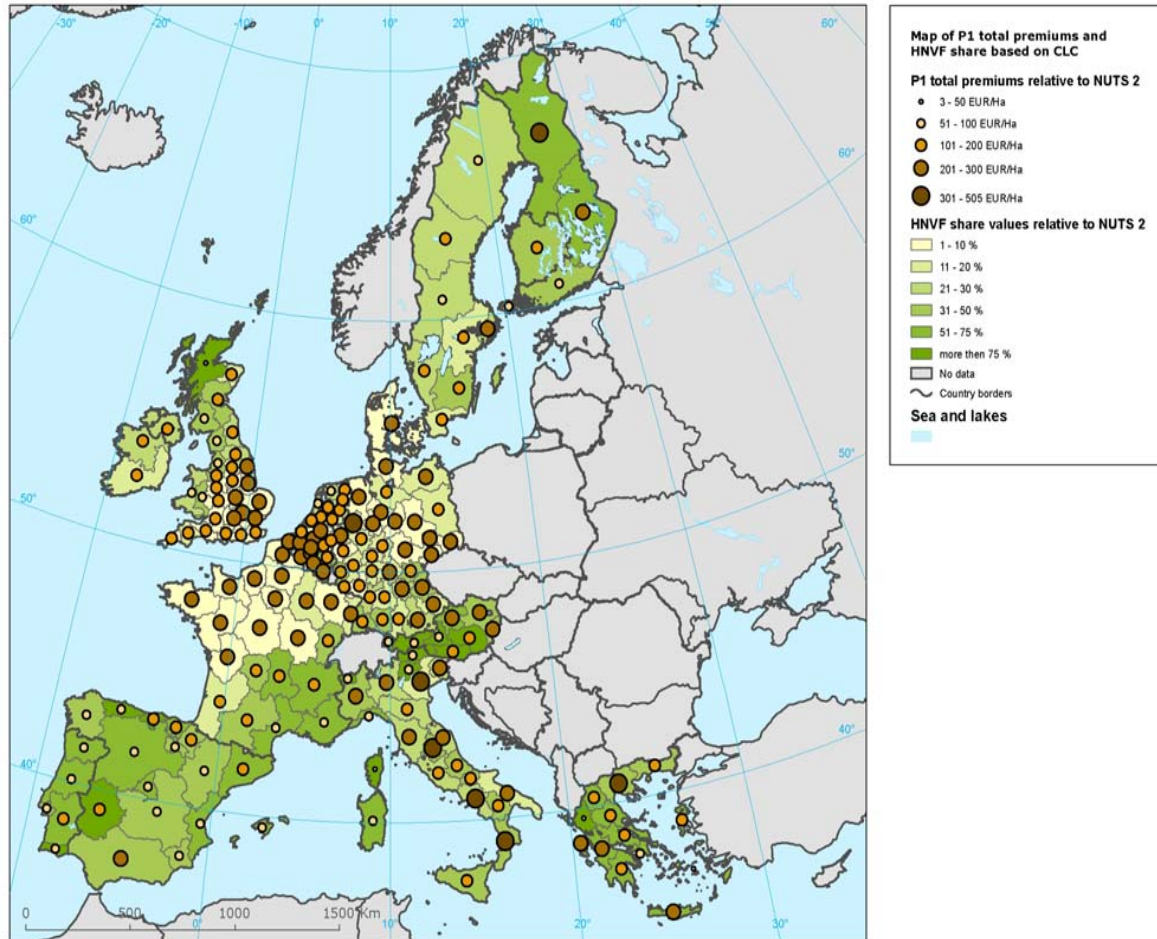 -30°
-20°
-10°
0°
10°
20°
30°
40°
60°
60°
60°
50°
50°
40°
40°
0
500
1000
1500 Km
0°
10°
20°
30°
Map of P1 total premiums and
HNVF share based on CLC
P1 total premiums relative to NUTS 2
3 - 50 EUR/Ha
51 - 100 EUR/Ha
101 - 200 EUR/Ha
201 - 300 EUR/Ha
301 - 505 EUR/Ha
HNVF share values relative to NUTS 2
1 - 10 %
11 - 20 %
21 - 30 %
31 - 50 %
51 - 75 %
more then 75 %
No data
Country borders
Sea and lakes